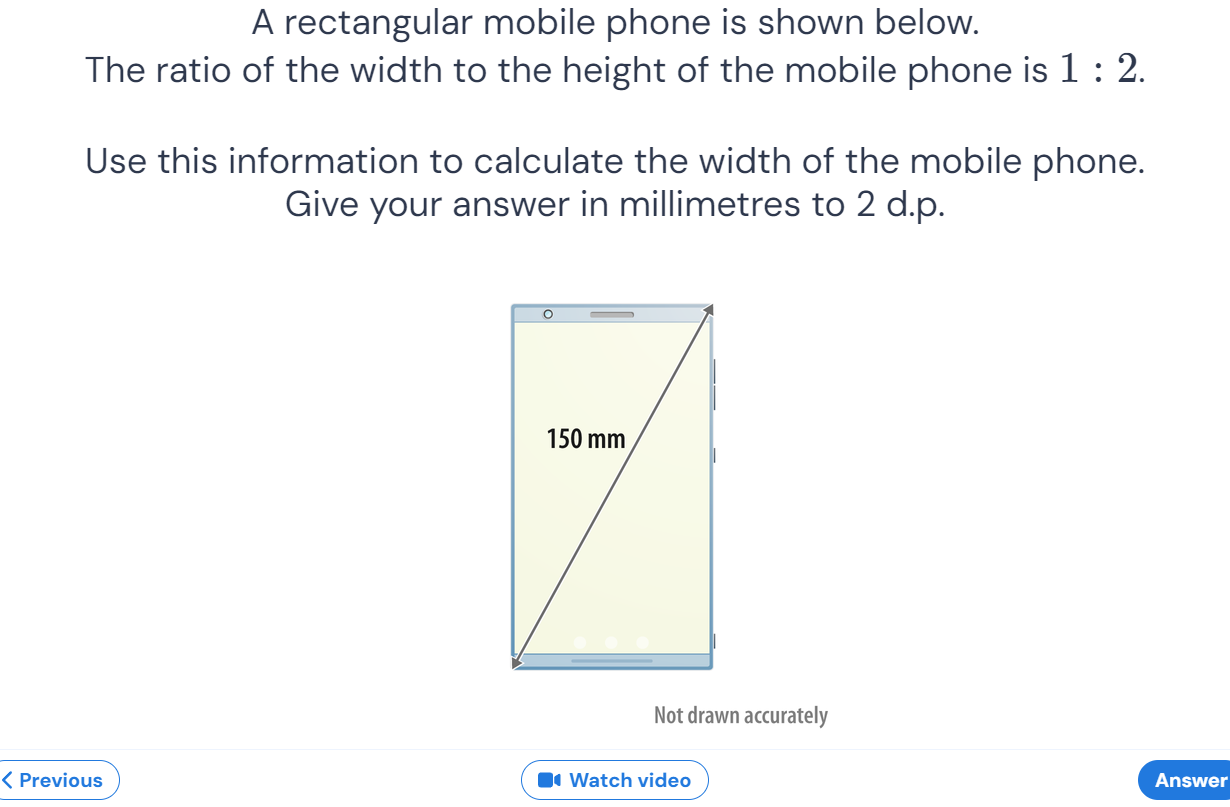 A rectangular mobile phone is shown below.
The ratio of the width to the height of the mobile phone is 1 : 2.
Use this information to calculate the width of the mobile phone.
Give your answer in millimetres to 2 d.p.
150 mm
Not drawn accurately
Previous
Watch video
Answer